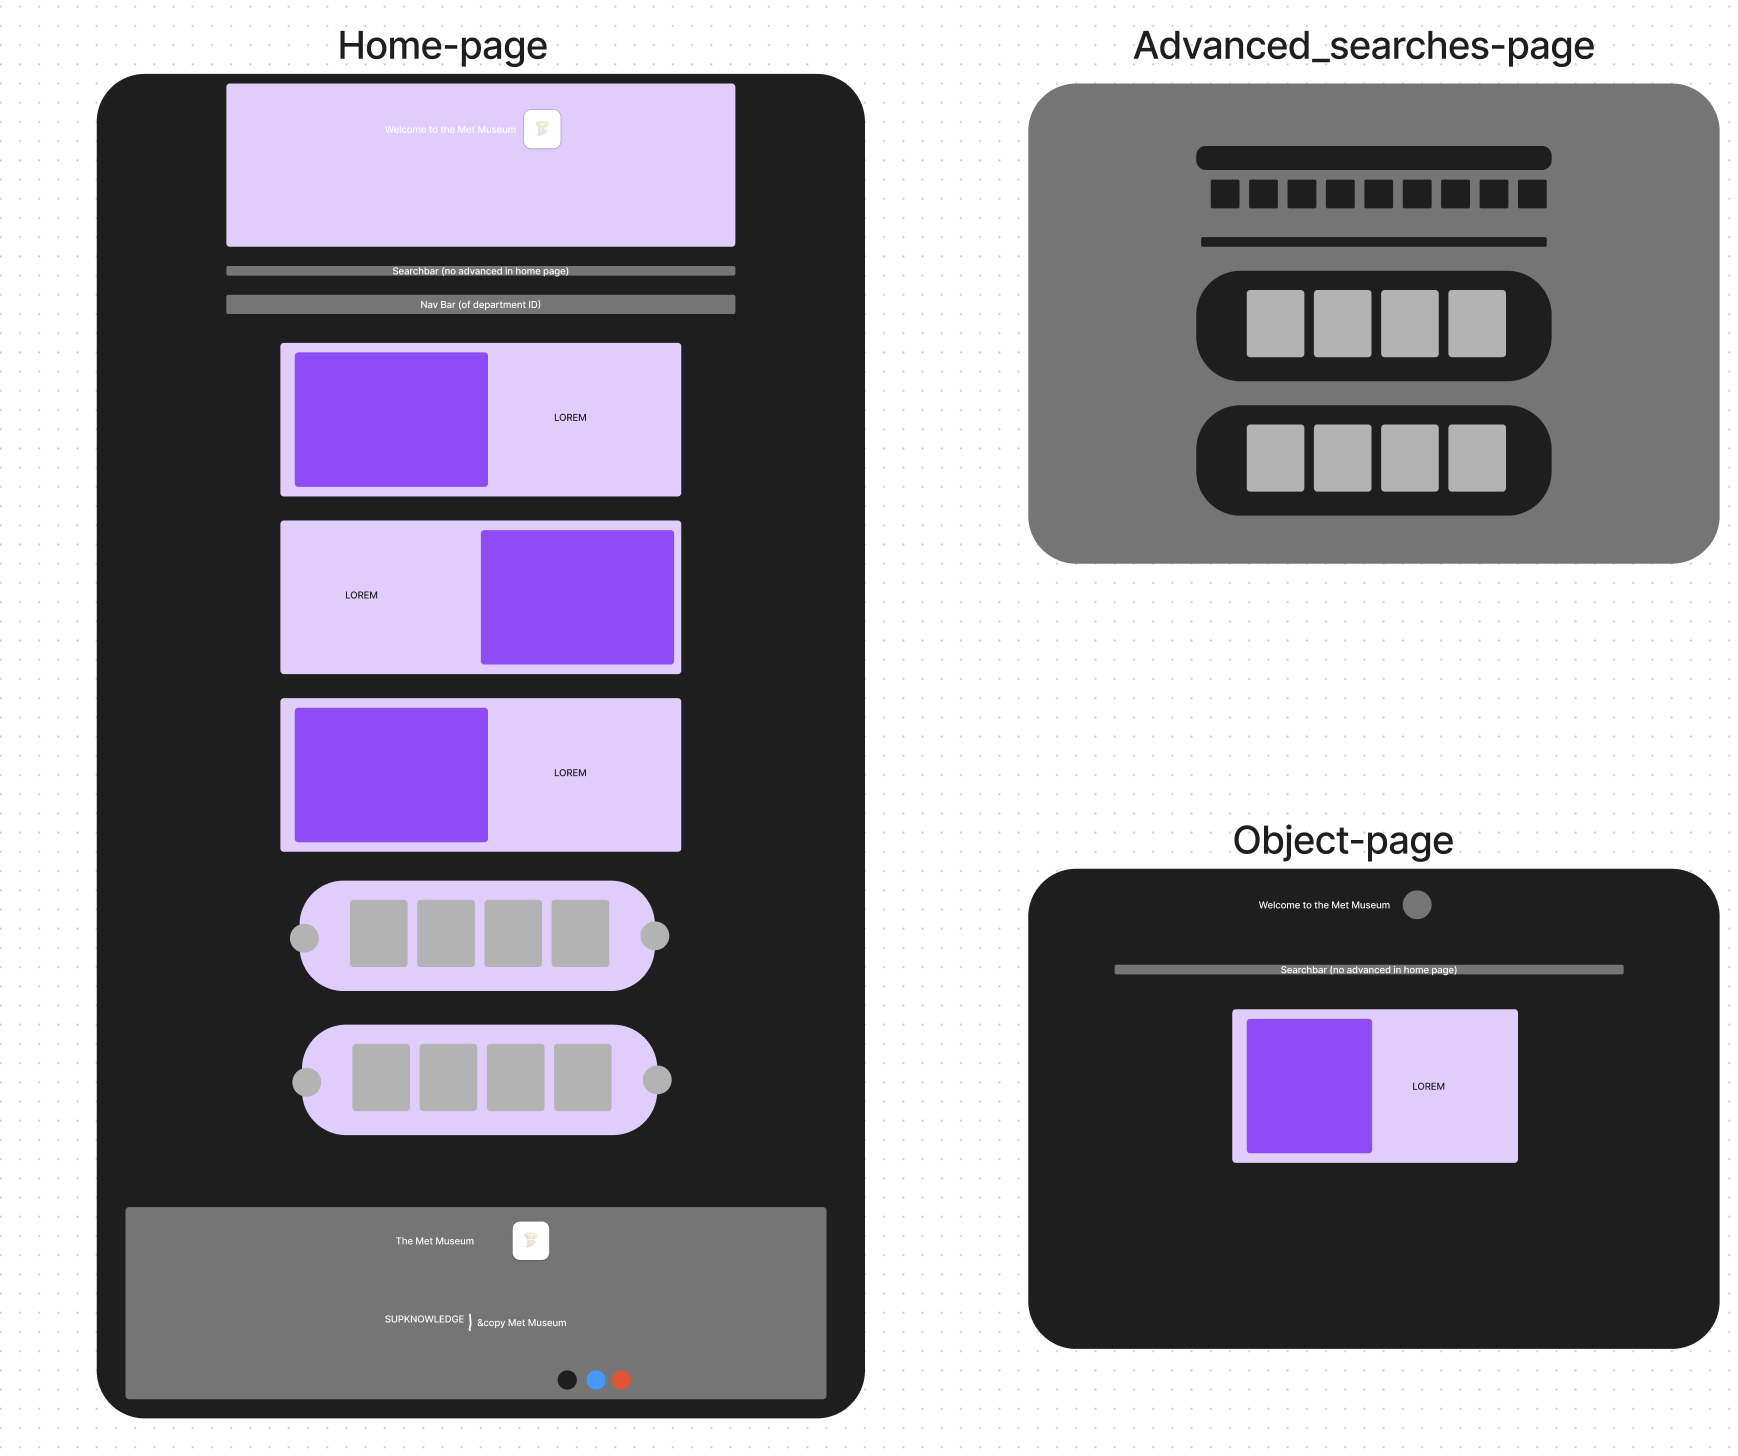 Home-page
Welcome to the Met Museum
Searchbar (no advanced in home page)
Nav Bar (of department ID)
LOREM
LOREM
LOREM
The Met Museum
SUPKNOWLEDGE
&copy Met Museum
Advanced_searches-page
Object-page
Welcome to the Met Museum
Searchbar (no advanced in home page)
LOREM